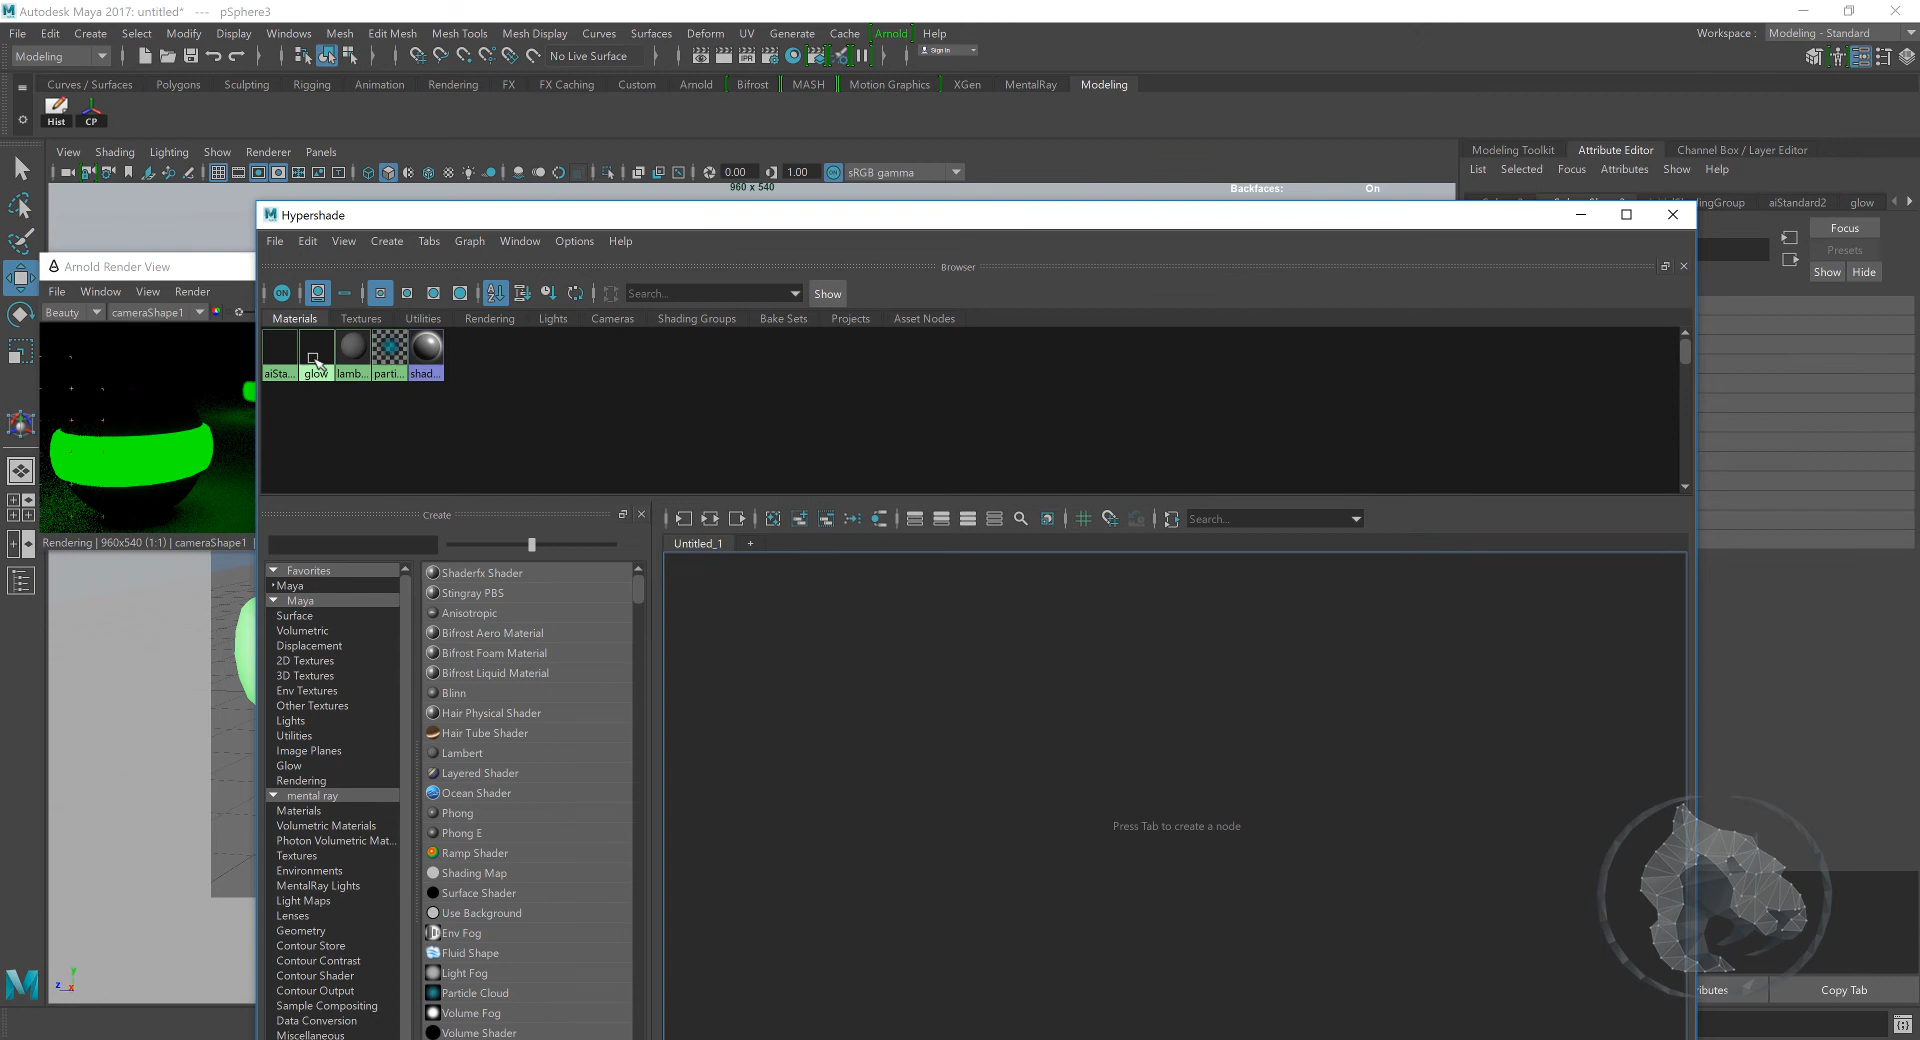 Autodesk Maya 2017: untitled* --- pSphere3
File Edit Create Select Modify Display Windows Mesh Edit Mesh Mesh Tools Mesh Display Curves Surfaces Deform UV Generate Cache Arnold Help
Workspace : Modeling - Standard
Modeling No Live Surface Sign In
Curves / Surfaces Polygons Sculpting Rigging Animation Rendering FX FX Caching Custom Arnold Bifrost MASH Motion Graphics XGen MentalRay Modeling
Hist CP
View Shading Lighting Show Renderer Panels
Modeling Toolkit Attribute Editor Channel Box / Layer Editor
List Selected Focus Attributes Show Help
0.00 1.00 sRGB gamma
960 x 540 Backfaces: On
aiStandard2 glow
Hypershade
Focus
Presets
Show Hide
File Edit View Create Tabs Graph Window Options Help
Browser
Arnold Render View
File Window View Render
Beauty cameraShape1
ON Search... Show
Materials Textures Utilities Rendering Lights Cameras Shading Groups Bake Sets Projects Asset Nodes
aiSta... glow lamb... parti... shad...
Rendering | 960x540 (1:1) | cameraShape1 |
Create
Search...
Untitled_1 +
Favorites
Maya
Maya
Surface
Volumetric
Displacement
2D Textures
3D Textures
Env Textures
Other Textures
Lights
Utilities
Image Planes
Glow
Rendering
mental ray
Materials
Volumetric Materials
Photon Volumetric Mat...
Textures
Environments
MentalRay Lights
Light Maps
Lenses
Geometry
Contour Store
Contour Contrast
Contour Shader
Contour Output
Sample Compositing
Data Conversion
Miscellaneous
Shaderfx Shader
Stingray PBS
Anisotropic
Bifrost Aero Material
Bifrost Foam Material
Bifrost Liquid Material
Blinn
Hair Physical Shader
Hair Tube Shader
Lambert
Layered Shader
Ocean Shader
Phong
Phong E
Ramp Shader
Shading Map
Surface Shader
Use Background
Env Fog
Fluid Shape
Light Fog
Particle Cloud
Volume Fog
Volume Shader
Press Tab to create a node
ributes Copy Tab
z x y